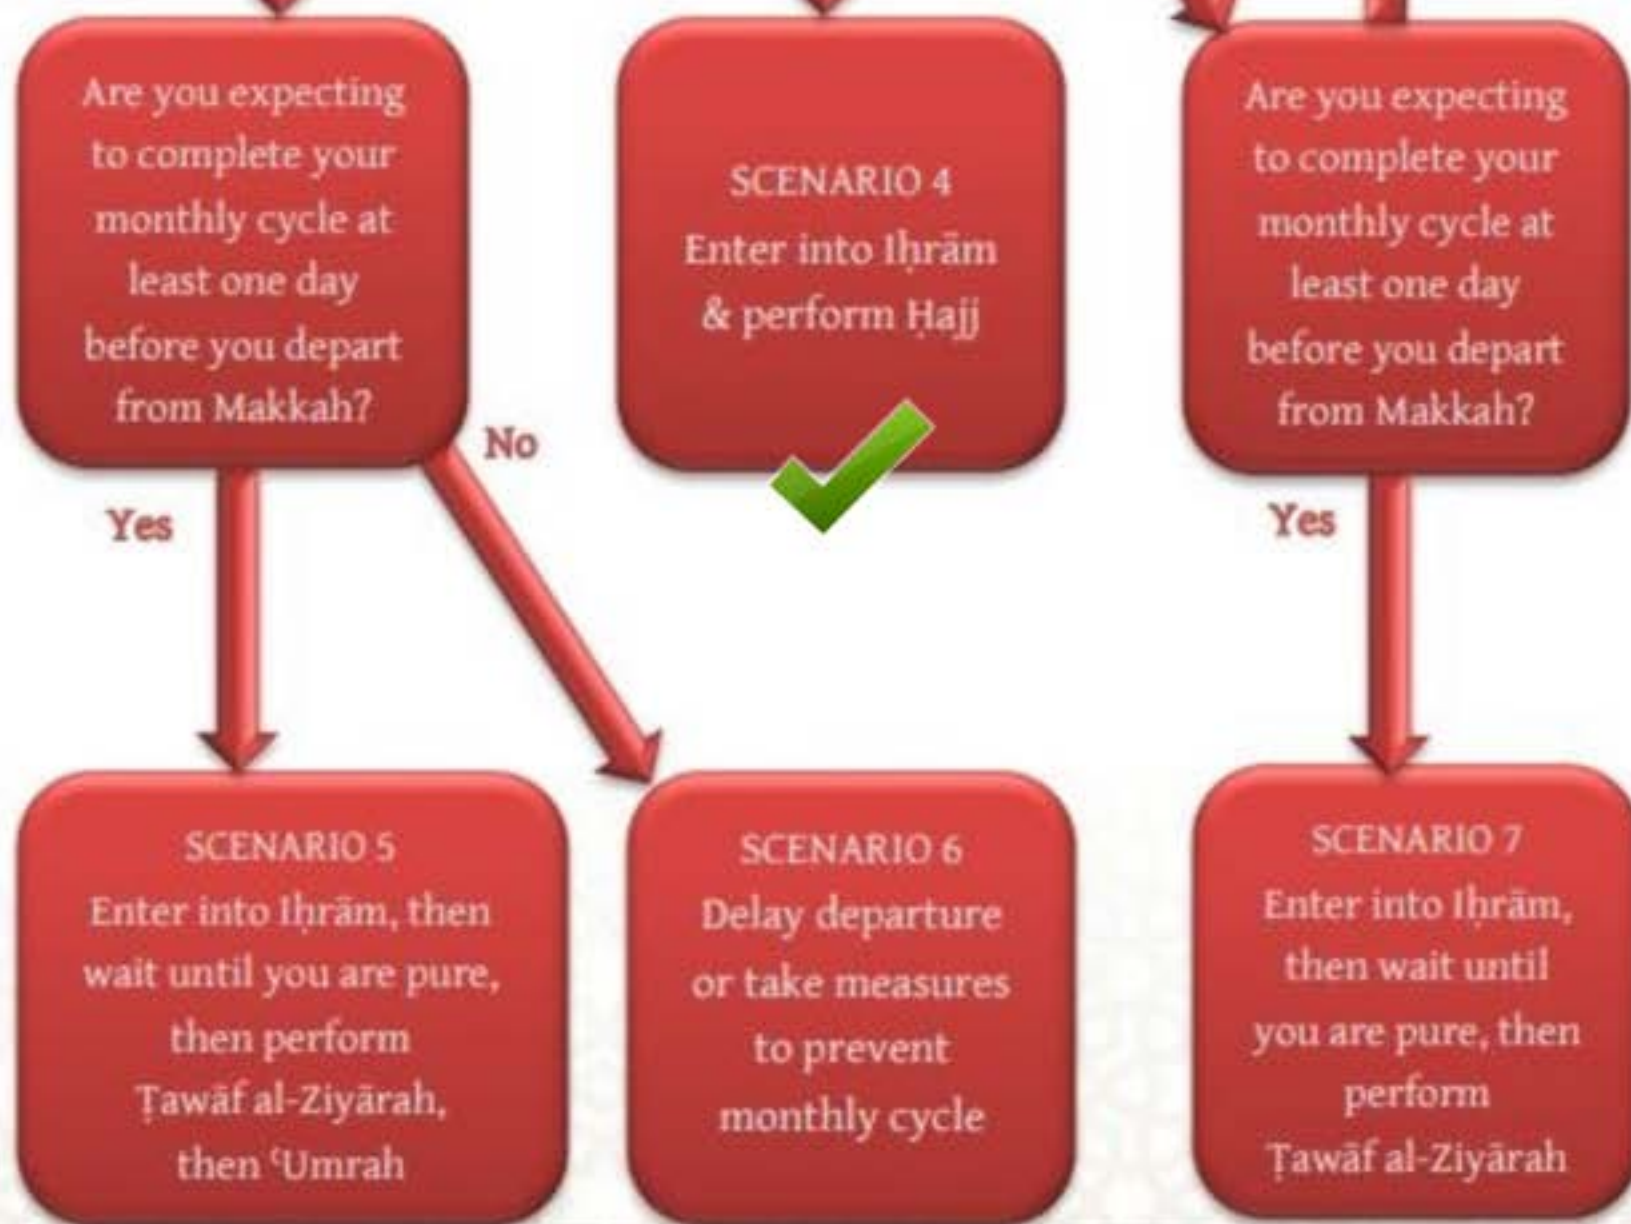 Are you expecting
to complete your
monthly cycle at
least one day
before you depart
from Makkah?
SCENARIO 4
Enter into Iḥrām
& perform Ḥajj
Are you expecting
to complete your
monthly cycle at
least one day
before you depart
from Makkah?
No
Yes
Yes
SCENARIO 5
Enter into Iḥrām, then
wait until you are pure,
then perform
Ṭawāf al-Ziyārah,
then ʿUmrah
SCENARIO 6
Delay departure
or take measures
to prevent
monthly cycle
SCENARIO 7
Enter into Iḥrām,
then wait until
you are pure, then
perform
Ṭawāf al-Ziyārah